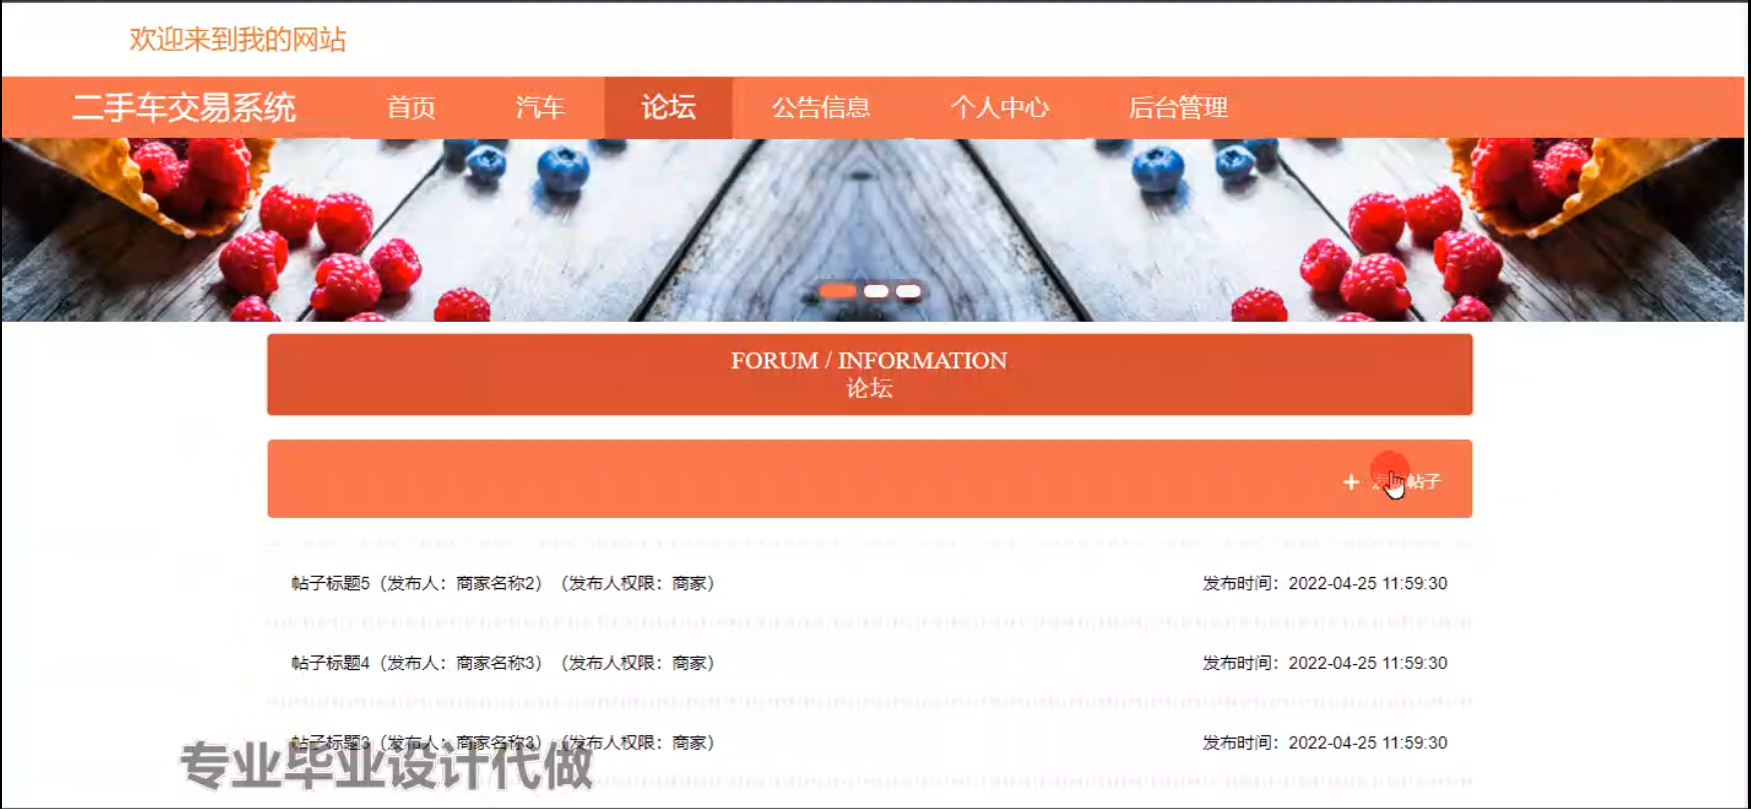 欢迎来到我的网站
二手车交易系统 首页 汽车 论坛 公告信息 个人中心 后台管理
FORUM / INFORMATION
论坛
+ 帖子
帖子标题5（发布人：商家名称2）（发布人权限：商家） 发布时间：2022-04-25 11:59:30
帖子标题4（发布人：商家名称3）（发布人权限：商家） 发布时间：2022-04-25 11:59:30
帖子标题3（发布人：商家名称3）（发布人权限：商家） 发布时间：2022-04-25 11:59:30
专业毕业设计代做